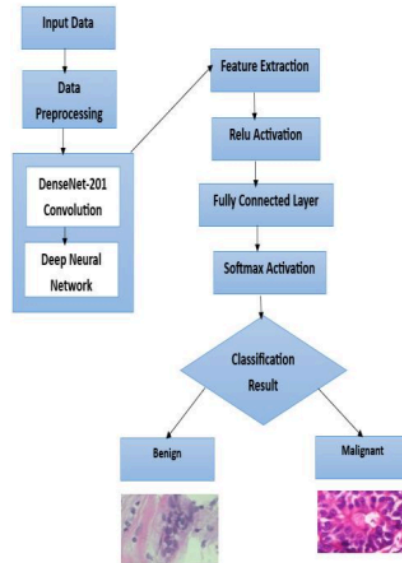 Input Data
Data
Preprocessing
DenseNet-201
Convolution
Deep Neural
Network
Feature Extraction
Relu Activation
Fully Connected Layer
Softmax Activation
Classification
Result
Benign
Malignant